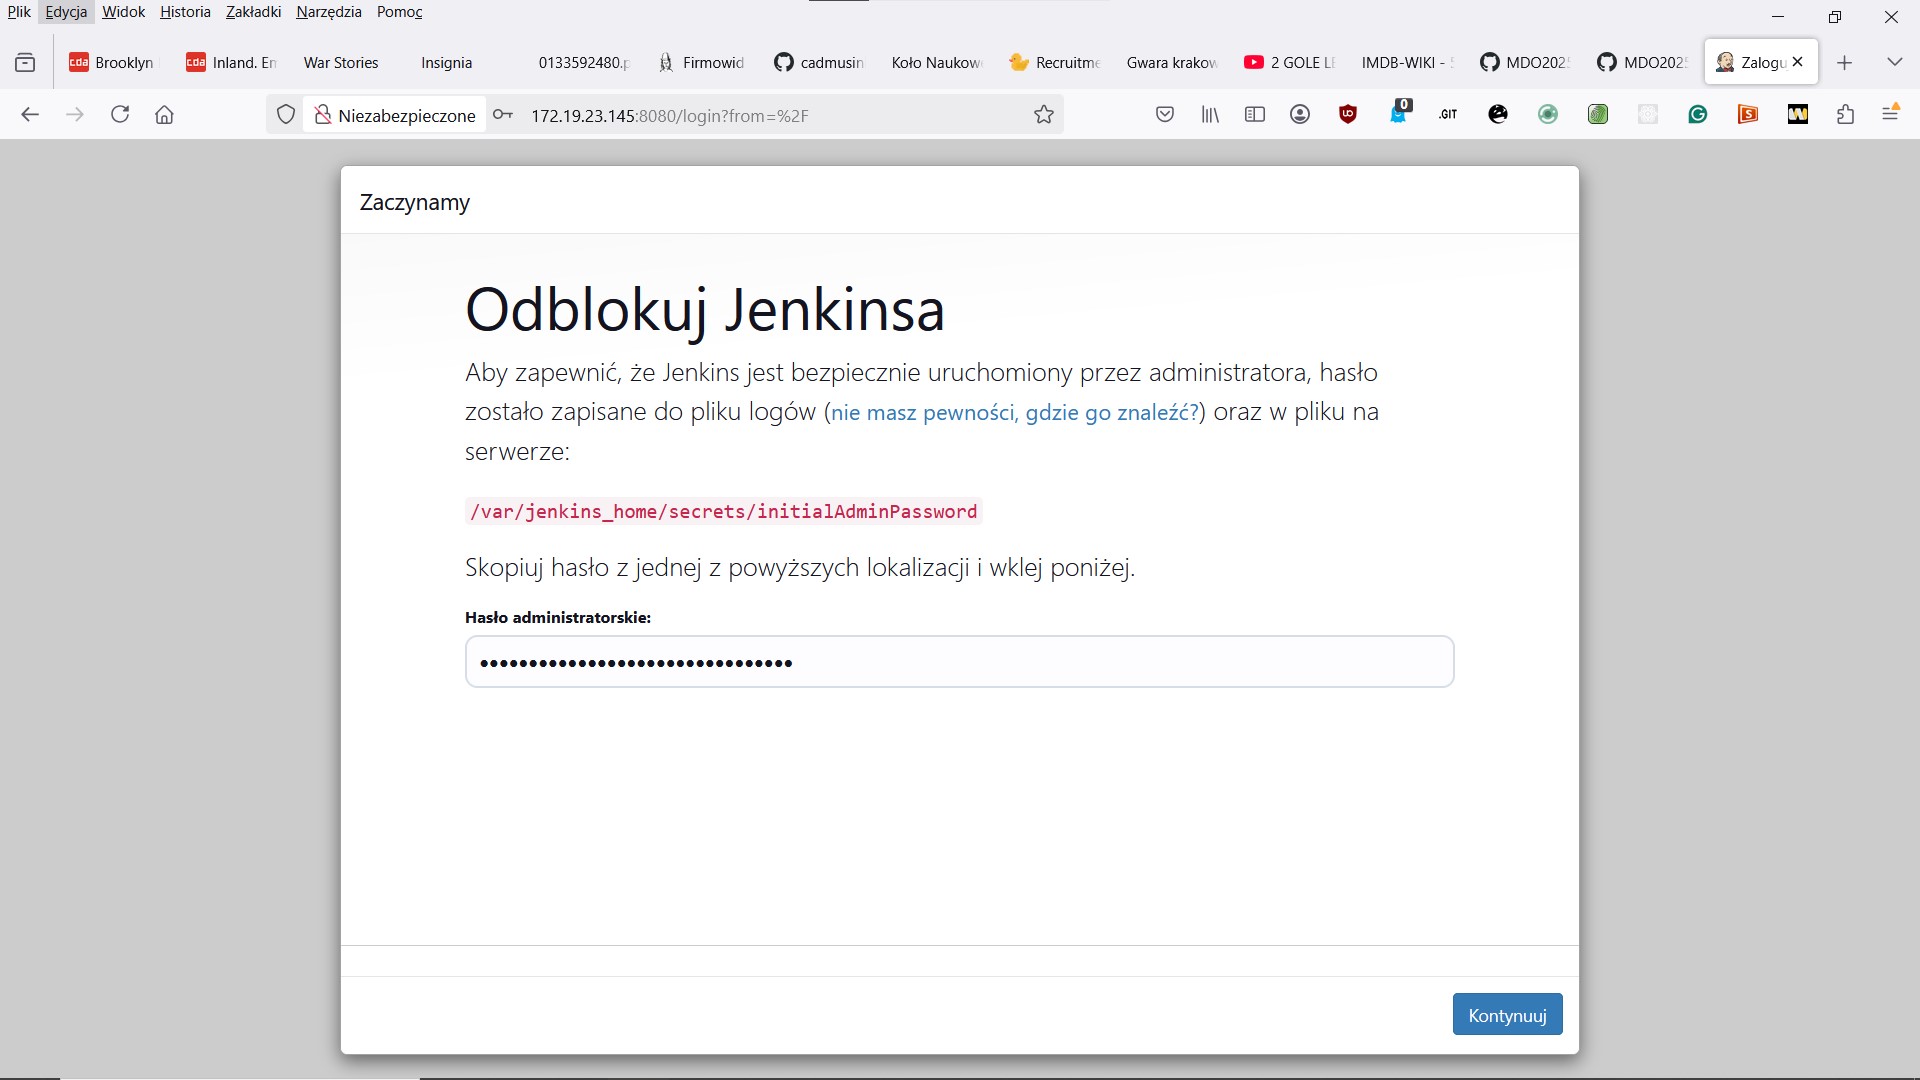 Plik Edycja Widok Historia Zakładki Narzędzia Pomoc
Brooklyn Inland. Em War Stories Insignia 0133592480.p Firmowid cadmusin Koło Naukow Recruitme Gwara krakow 2 GOLE LE IMDB-WIKI - MDO202 MDO202 Zalogu
Niezabezpieczone 172.19.23.145:8080/login?from=%2F 0 .GIT
Zaczynamy
Odblokuj Jenkinsa
Aby zapewnić, że Jenkins jest bezpiecznie uruchomiony przez administratora, hasło
zostało zapisane do pliku logów (nie masz pewności, gdzie go znaleźć?) oraz w pliku na
serwerze:
/var/jenkins_home/secrets/initialAdminPassword
Skopiuj hasło z jednej z powyższych lokalizacji i wklej poniżej.
Hasło administratorskie:
••••••••••••••••••••••••••••••••
Kontynuuj